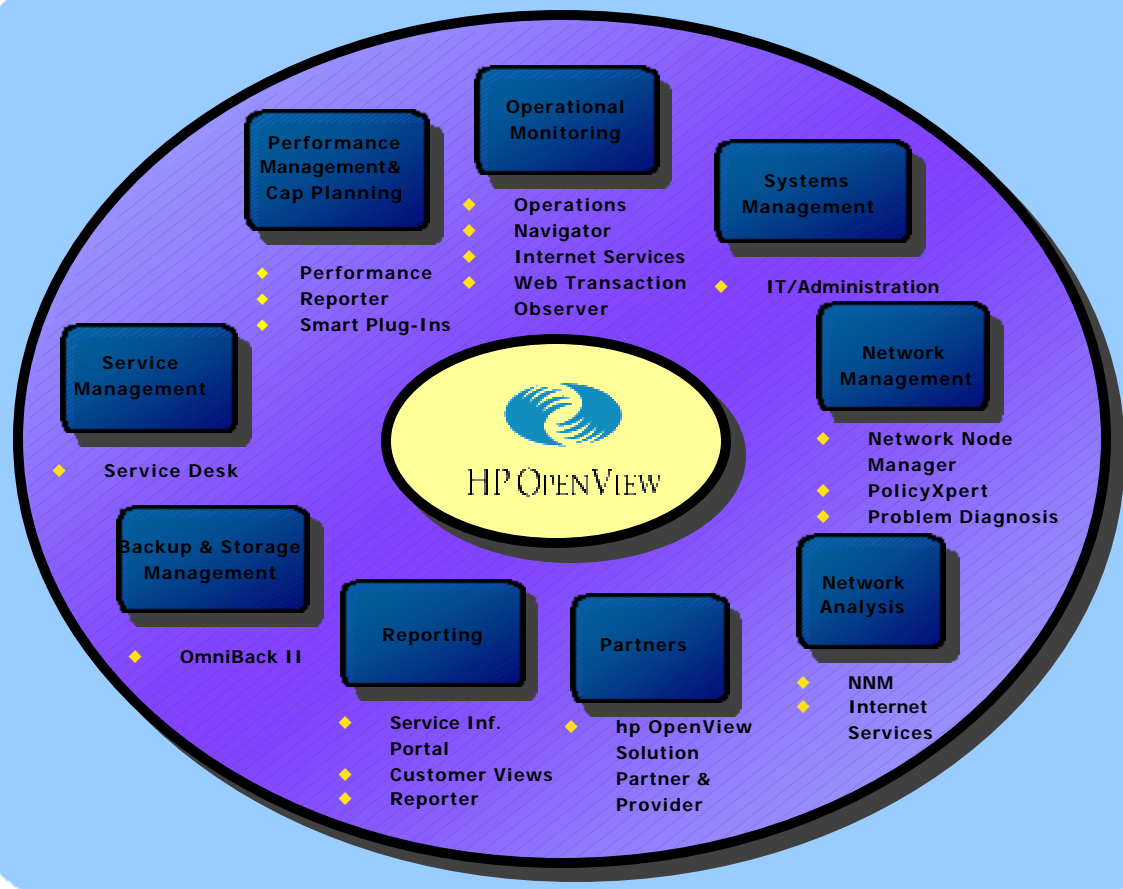 Operational
Monitoring
Operations
Navigator
Internet Services
Web Transaction
Observer
Performance
Management&
Cap Planning
Performance
Reporter
Smart Plug-Ins
Systems
Management
IT/Administration
Service
Management
Service Desk
Network
Management
Network Node
Manager
PolicyXpert
Problem Diagnosis
HP OPENVIEW
Backup & Storage
Management
OmniBack II
Network
Analysis
NNM
Internet
Services
Reporting
Service Inf.
Portal
Customer Views
Reporter
Partners
hp OpenView
Solution
Partner &
Provider